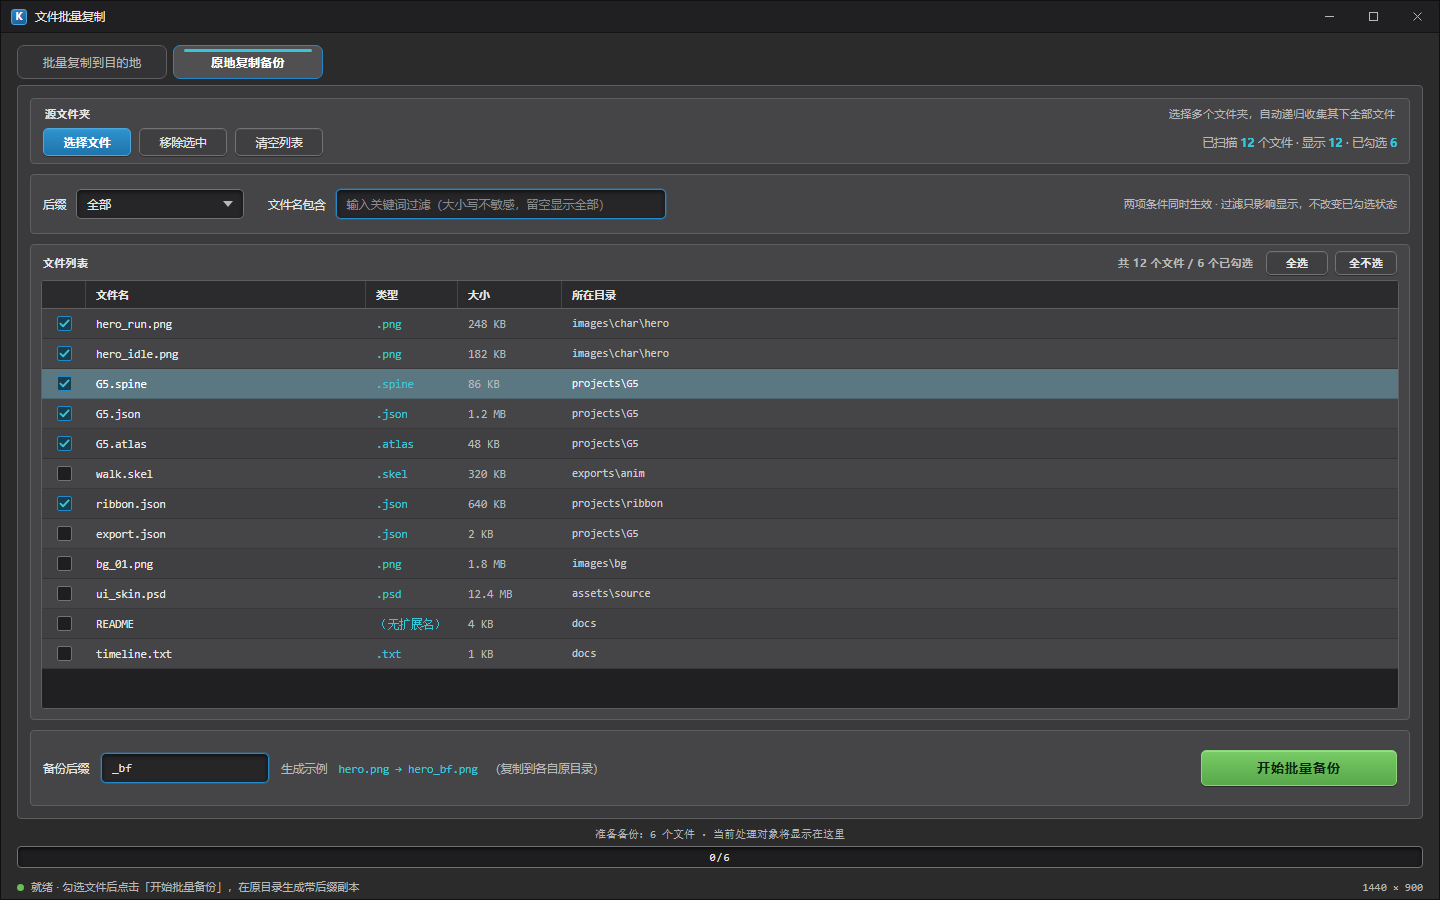 K 文件批量复制
批量复制到目的地 原地复制备份
源文件夹 选择多个文件夹，自动递归收集其下全部文件
选择文件 移除选中 清空列表 已扫描 12 个文件 · 显示 12 · 已勾选 6
后缀 全部 文件名包含 输入关键词过滤（大小写不敏感，留空显示全部） 两项条件同时生效 · 过滤只影响显示，不改变已勾选状态
文件列表 共 12 个文件 / 6 个已勾选 全选 全不选
文件名 类型 大小 所在目录
hero_run.png .png 248 KB images\char\hero
hero_idle.png .png 182 KB images\char\hero
G5.spine .spine 86 KB projects\G5
G5.json .json 1.2 MB projects\G5
G5.atlas .atlas 48 KB projects\G5
walk.skel .skel 320 KB exports\anim
ribbon.json .json 640 KB projects\ribbon
export.json .json 2 KB projects\G5
bg_01.png .png 1.8 MB images\bg
ui_skin.psd .psd 12.4 MB assets\source
README （无扩展名） 4 KB docs
timeline.txt .txt 1 KB docs
备份后缀 _bf 生成示例 hero.png → hero_bf.png （复制到各自原目录） 开始批量备份
准备备份: 6 个文件 · 当前处理对象将显示在这里
0/6
就绪 · 勾选文件后点击「开始批量备份」，在原目录生成带后缀副本 1440 × 900